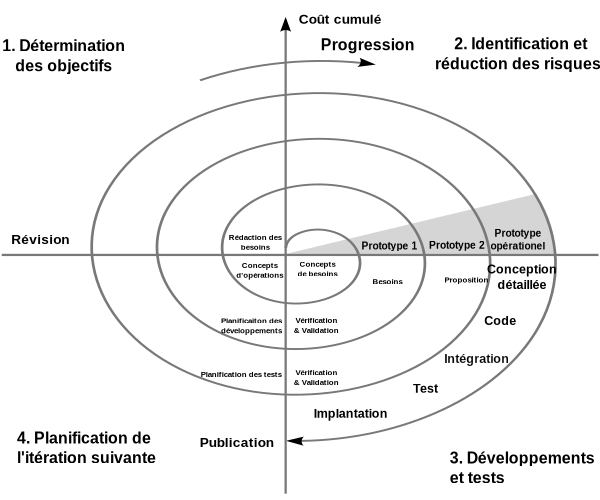 Coût cumulé
Progression
1. Détermination
des objectifs
2. Identification et
réduction des risques
Révision
Rédaction des
besoins
Prototype 1
Prototype 2
Prototype
opérationel
Concepts
d'opérations
Concepts
de besoins
Besoins
Proposition
Conception
détaillée
Planificaiton des
développements
Vérification
& Validation
Code
Intégration
Planification des tests
Vérification
& Validation
Test
Implantation
Publication
4. Planification de
l'itération suivante
3. Développements
et tests